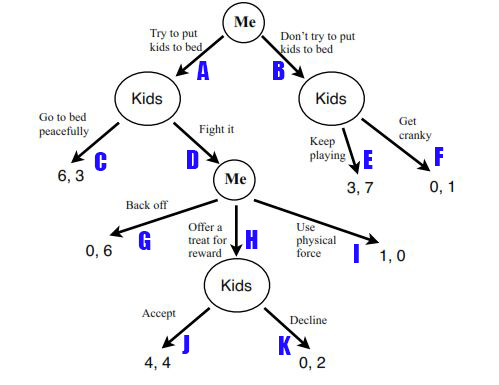 Me
Try to put
kids to bed
Don't try to put
kids to bed
A
B
Kids
Kids
Go to bed
peacefully
Fight it
Keep
playing
Get
cranky
C
D
E
F
6, 3
Me
3, 7
0, 1
Back off
Offer a
treat for
reward
Use
physical
force
G
H
I
0, 6
1, 0
Kids
Accept
Decline
J
K
4, 4
0, 2